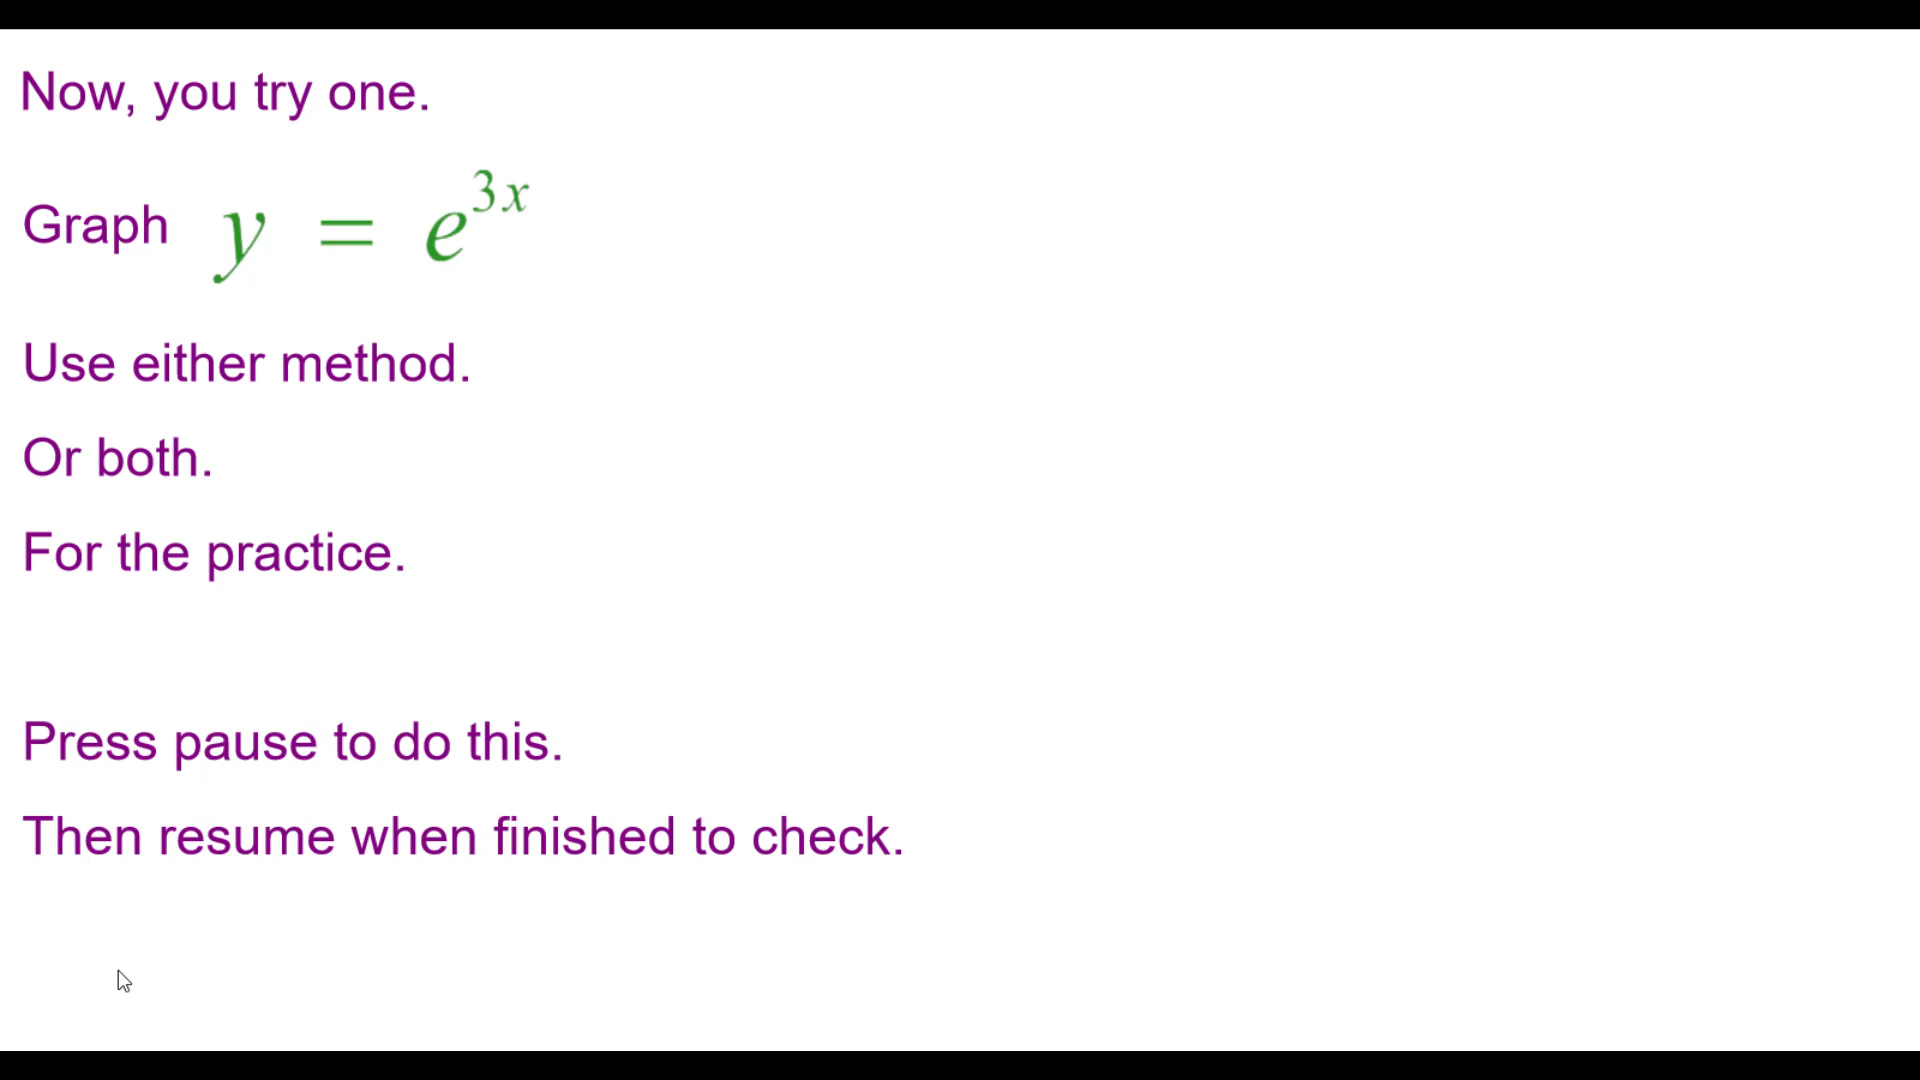 Now, you try one.
Graph y = e^{3x}
Use either method.
Or both.
For the practice.
Press pause to do this.
Then resume when finished to check.